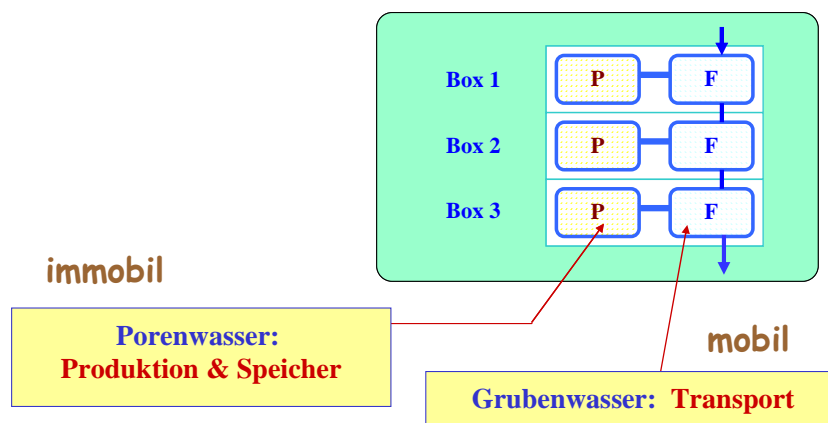 Box 1 P F
Box 2 P F
Box 3 P F
immobil
Porenwasser:
Produktion & Speicher
mobil
Grubenwasser: Transport